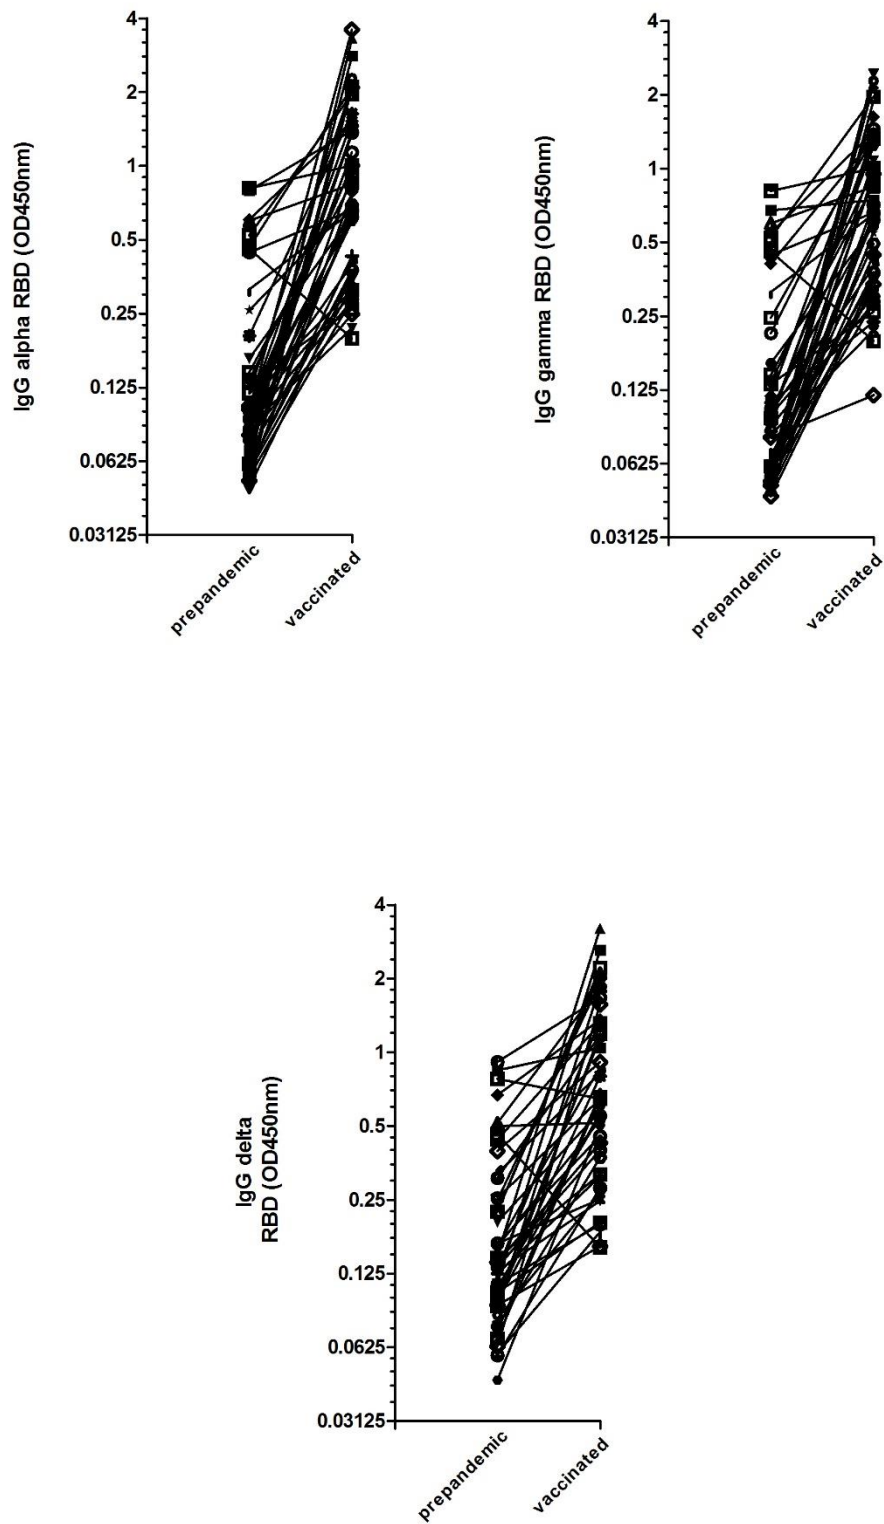 IgG alpha RBD (OD450nm)
4
2
1
0.5
0.25
0.125
0.0625
0.03125
prepandemic
vaccinated
IgG gamma RBD (OD450nm)
4
2
1
0.5
0.25
0.125
0.0625
0.03125
prepandemic
vaccinated
IgG delta
RBD (OD450nm)
4
2
1
0.5
0.25
0.125
0.0625
0.03125
prepandemic
vaccinated